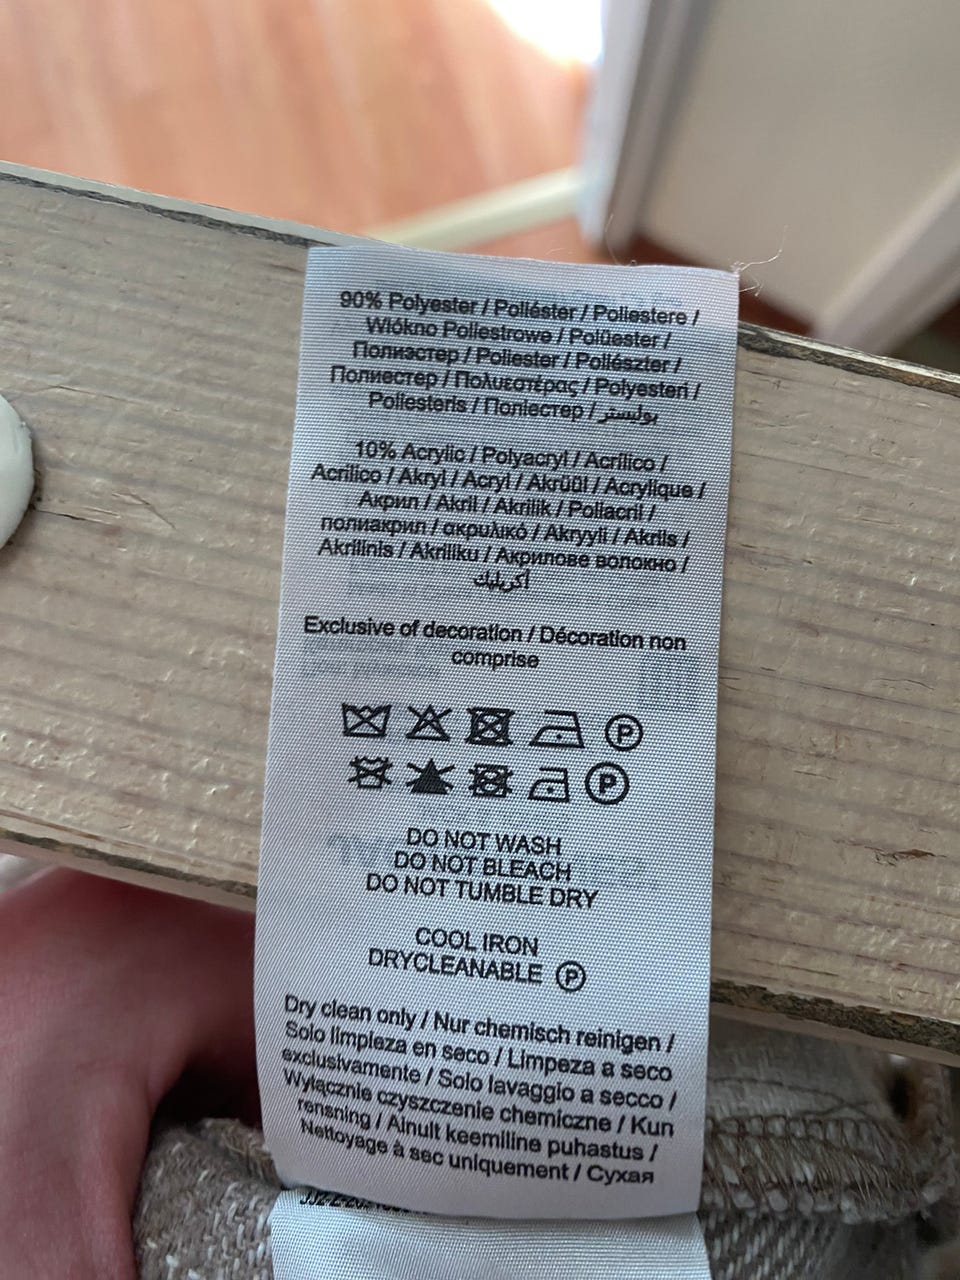 90% Polyester / Poliéster / Poliestere /
Włókno Poliestrowe / Polüester /
Полиэстер / Poliester / Poliészter /
Полиестер / Πολυεστέρας / Polyesteri /
Poliesteris / Поліестер / بوليستر
10% Acrylic / Polyacryl / Acrílico /
Acrilico / Akryl / Acryl / Akrüül / Acrylique /
Акрил / Akril / Akrilik / Poliacril /
полиакрил / ακρυλικό / Akryyli / Akrils /
Akrilinis / Akriliku / Акрилове волокно /
أكريليك
Exclusive of decoration / Décoration non
comprise
P
P
DO NOT WASH
DO NOT BLEACH
DO NOT TUMBLE DRY
COOL IRON
DRYCLEANABLE P
Dry clean only / Nur chemisch reinigen /
Solo limpieza en seco / Limpeza a seco
exclusivamente / Solo lavaggio a secco /
Wyłącznie czyszczenie chemiczne / Kun
rensning / Ainult keemiline puhastus /
Nettoyage à sec uniquement / Сухая